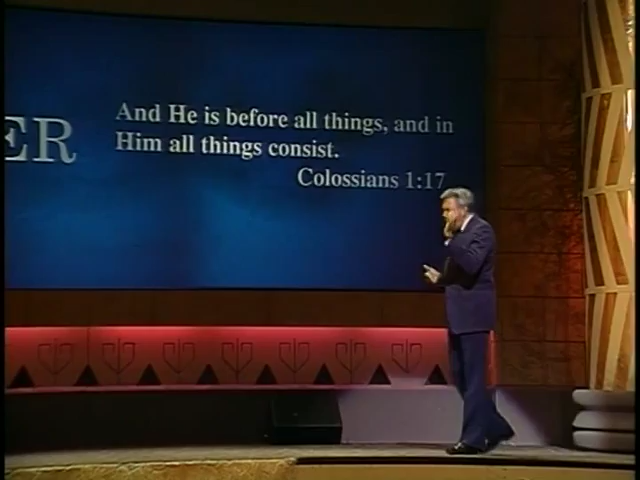 ER
And He is before all things, and in
Him all things consist.
Colossians 1:17